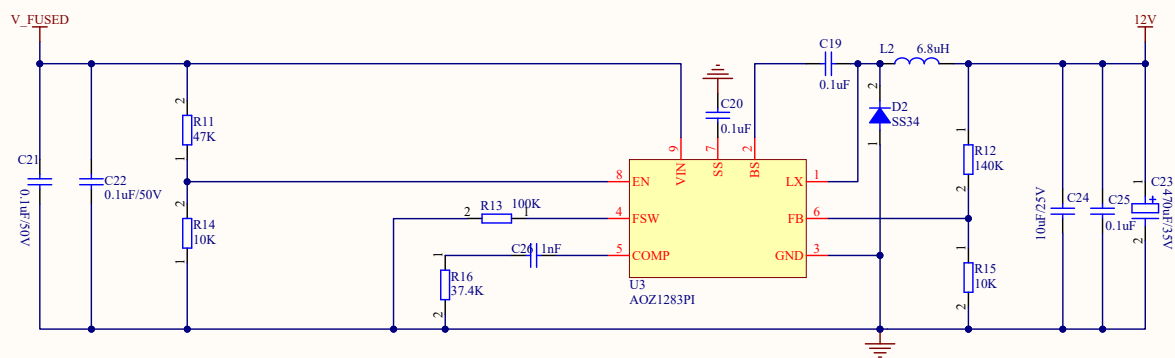 V_FUSED
12V
C19
0.1uF
L2
6.8uH
2
R11
47K
1
C20
0.1uF
2
D2
SS34
1
1
R12
140K
2
C21
0.1uF/50V
C22
0.1uF/50V
9
VIN
7
SS
2
BS
8
EN
LX
1
2
R14
10K
1
2
R13
100K
1
4
FSW
FB
6
C26
1nF
5
COMP
GND
3
1
R16
37.4K
2
U3
AOZ1283PI
1
R15
10K
2
10uF/25V
C24
C25
0.1uF
1
C23
+
470uF/35V
2